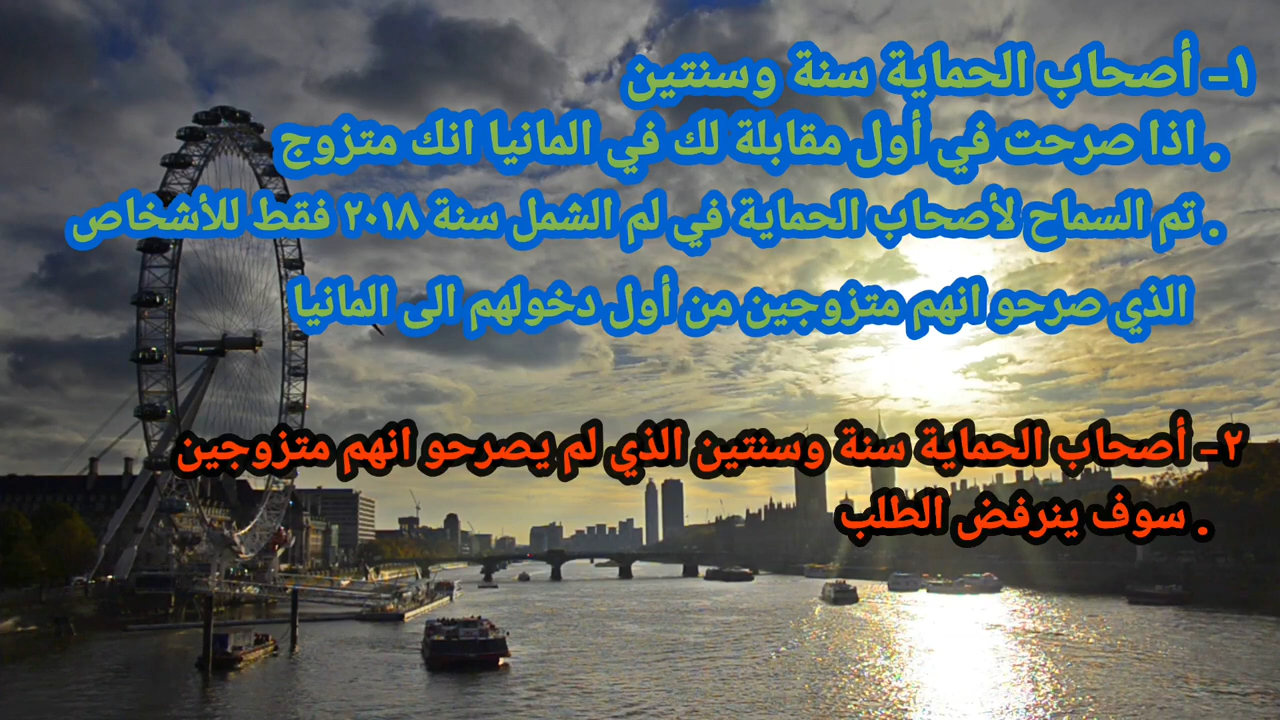 ١- أصحاب الحماية سنة وسنتين
. اذا صرحت في أول مقابلة لك في المانيا انك متزوج
. تم السماح لأصحاب الحماية في لم الشمل سنة ٢٠١٨ فقط للأشخاص
الذي صرحو انهم متزوجين من أول دخولهم الى المانيا
٢- أصحاب الحماية سنة وسنتين الذي لم يصرحو انهم متزوجين
. سوف ينرفض الطلب